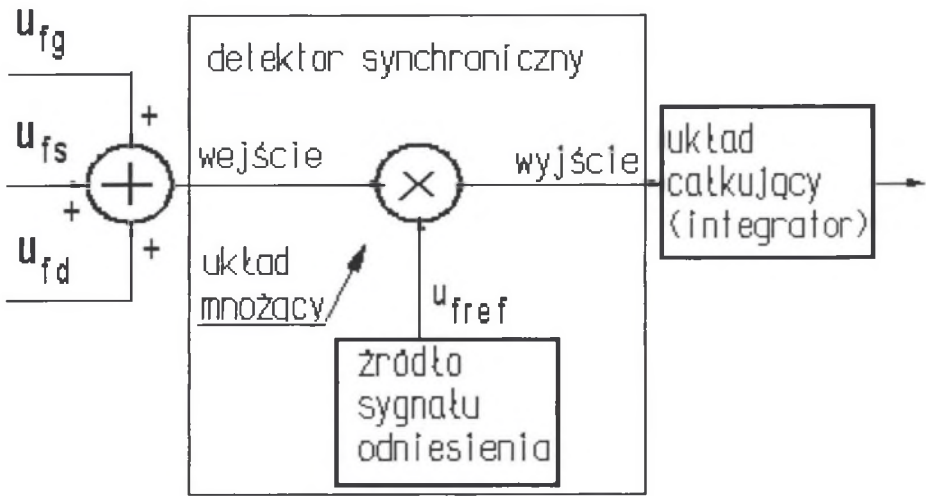 u_fg
u_fs
u_fd
+
+
+
+
detektor synchroniczny
wejście
×
wyjście
układ
mnożący
u_fref
źródło
sygnału
odniesienia
układ
całkujący
(integrator)